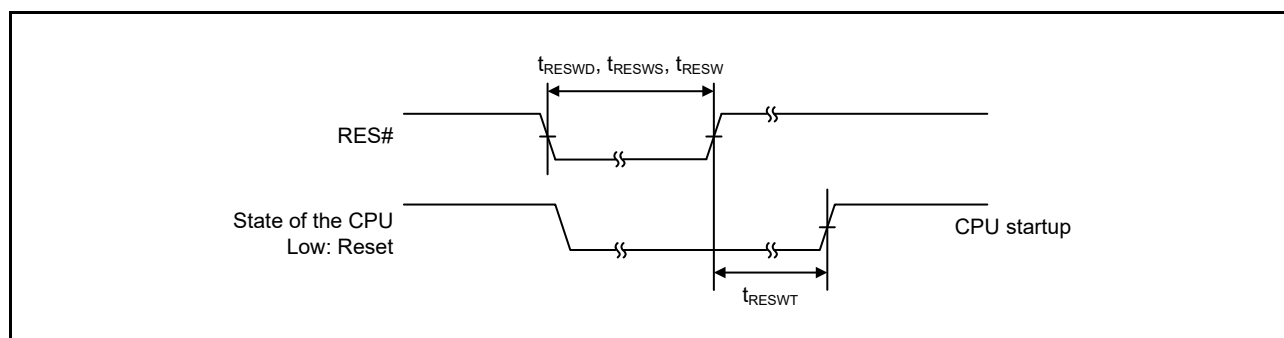 tRESWD, tRESWS, tRESW
RES#
State of the CPU
Low: Reset
CPU startup
tRESWT